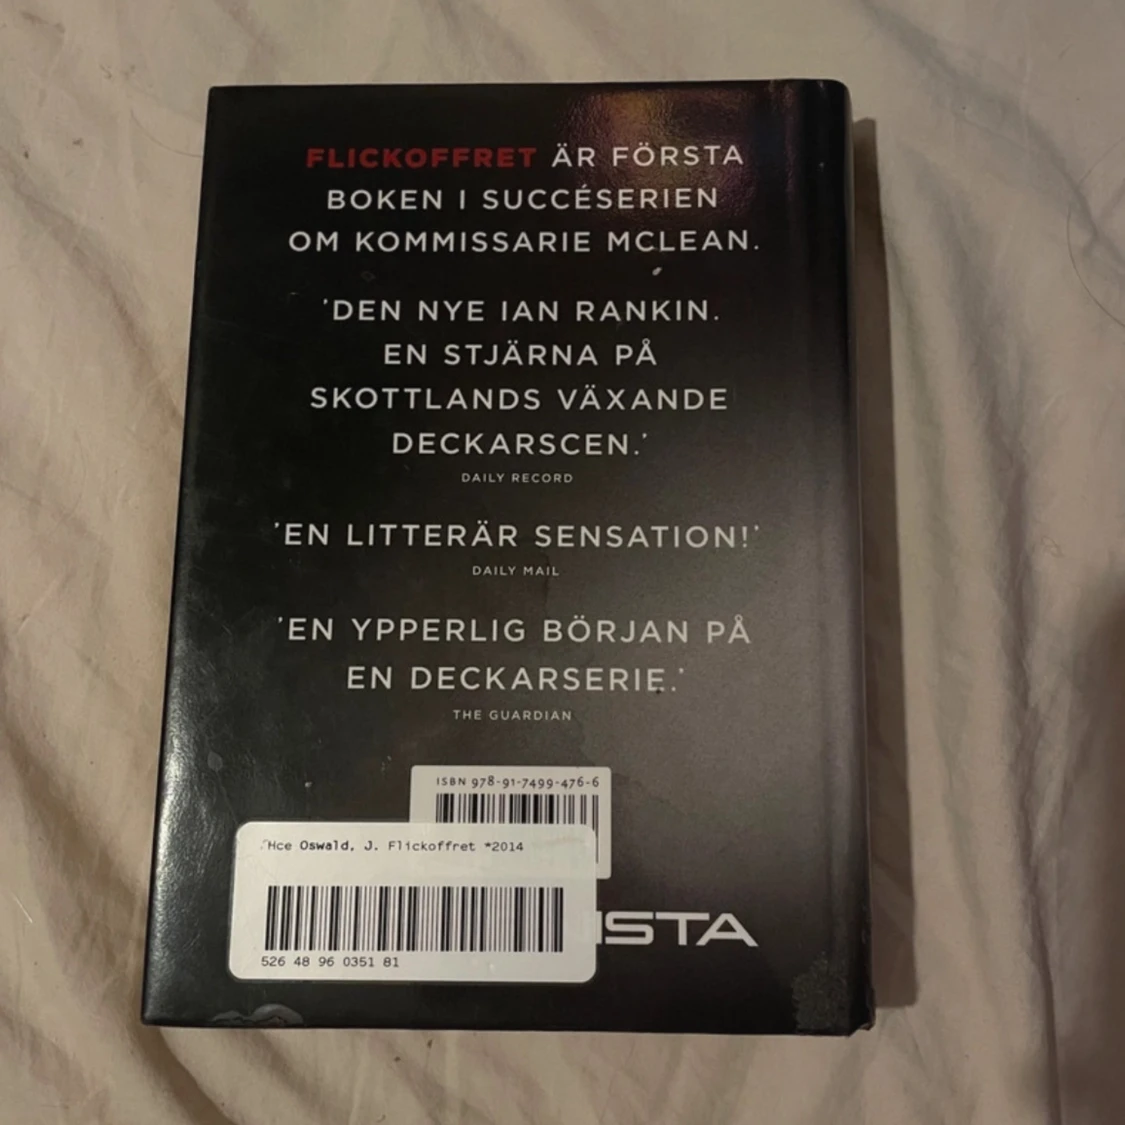 FLICKOFFRET ÄR FÖRSTA
BOKEN I SUCCÉSERIEN
OM KOMMISSARIE MCLEAN.
'DEN NYE IAN RANKIN.
EN STJÄRNA PÅ
SKOTTLANDS VÄXANDE
DECKARSCEN.'
DAILY RECORD
'EN LITTERÄR SENSATION!'
DAILY MAIL
'EN YPPERLIG BÖRJAN PÅ
EN DECKARSERIE.'
THE GUARDIAN
ISBN 978-91-7499-476-6
Hce Oswald, J. Flickoffret *2014
526 48 96 0351 81